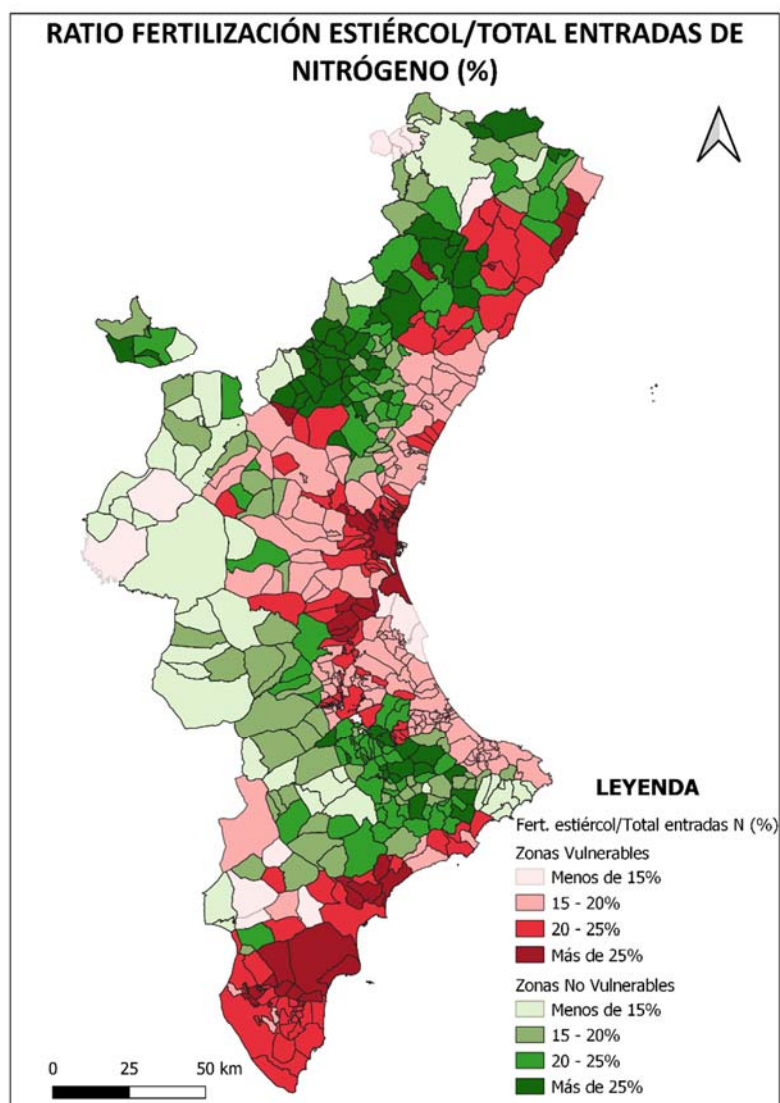 RATIO FERTILIZACIÓN ESTIÉRCOL/TOTAL ENTRADAS DE
NITRÓGENO (%)
LEYENDA
Fert. estiércol/Total entradas N (%)
Zonas Vulnerables
Menos de 15%
15 - 20%
20 - 25%
Más de 25%
Zonas No Vulnerables
Menos de 15%
15 - 20%
20 - 25%
Más de 25%
0 25 50 km